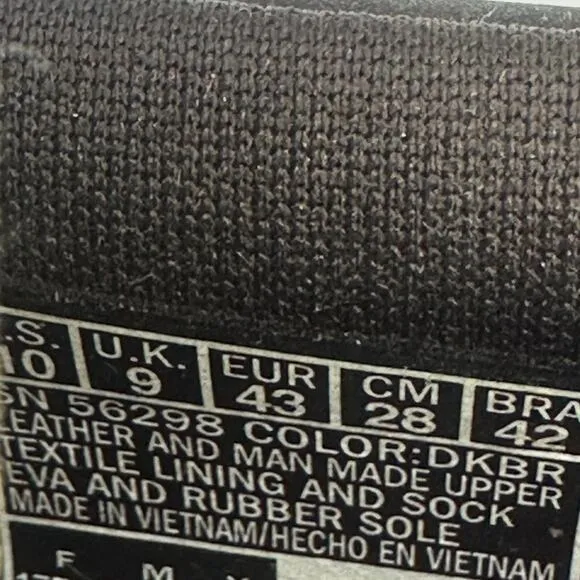 .S. U.K. EUR CM BRA
10 9 43 28 42
SN 56298 COLOR:DKBR
LEATHER AND MAN MADE UPPER
TEXTILE LINING AND SOCK
EVA AND RUBBER SOLE
MADE IN VIETNAM/HECHO EN VIETNAM
F M